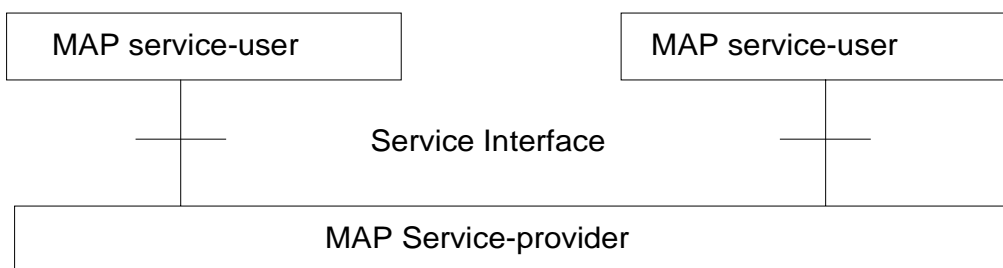 MAP service-user
MAP service-user
Service Interface
MAP Service-provider